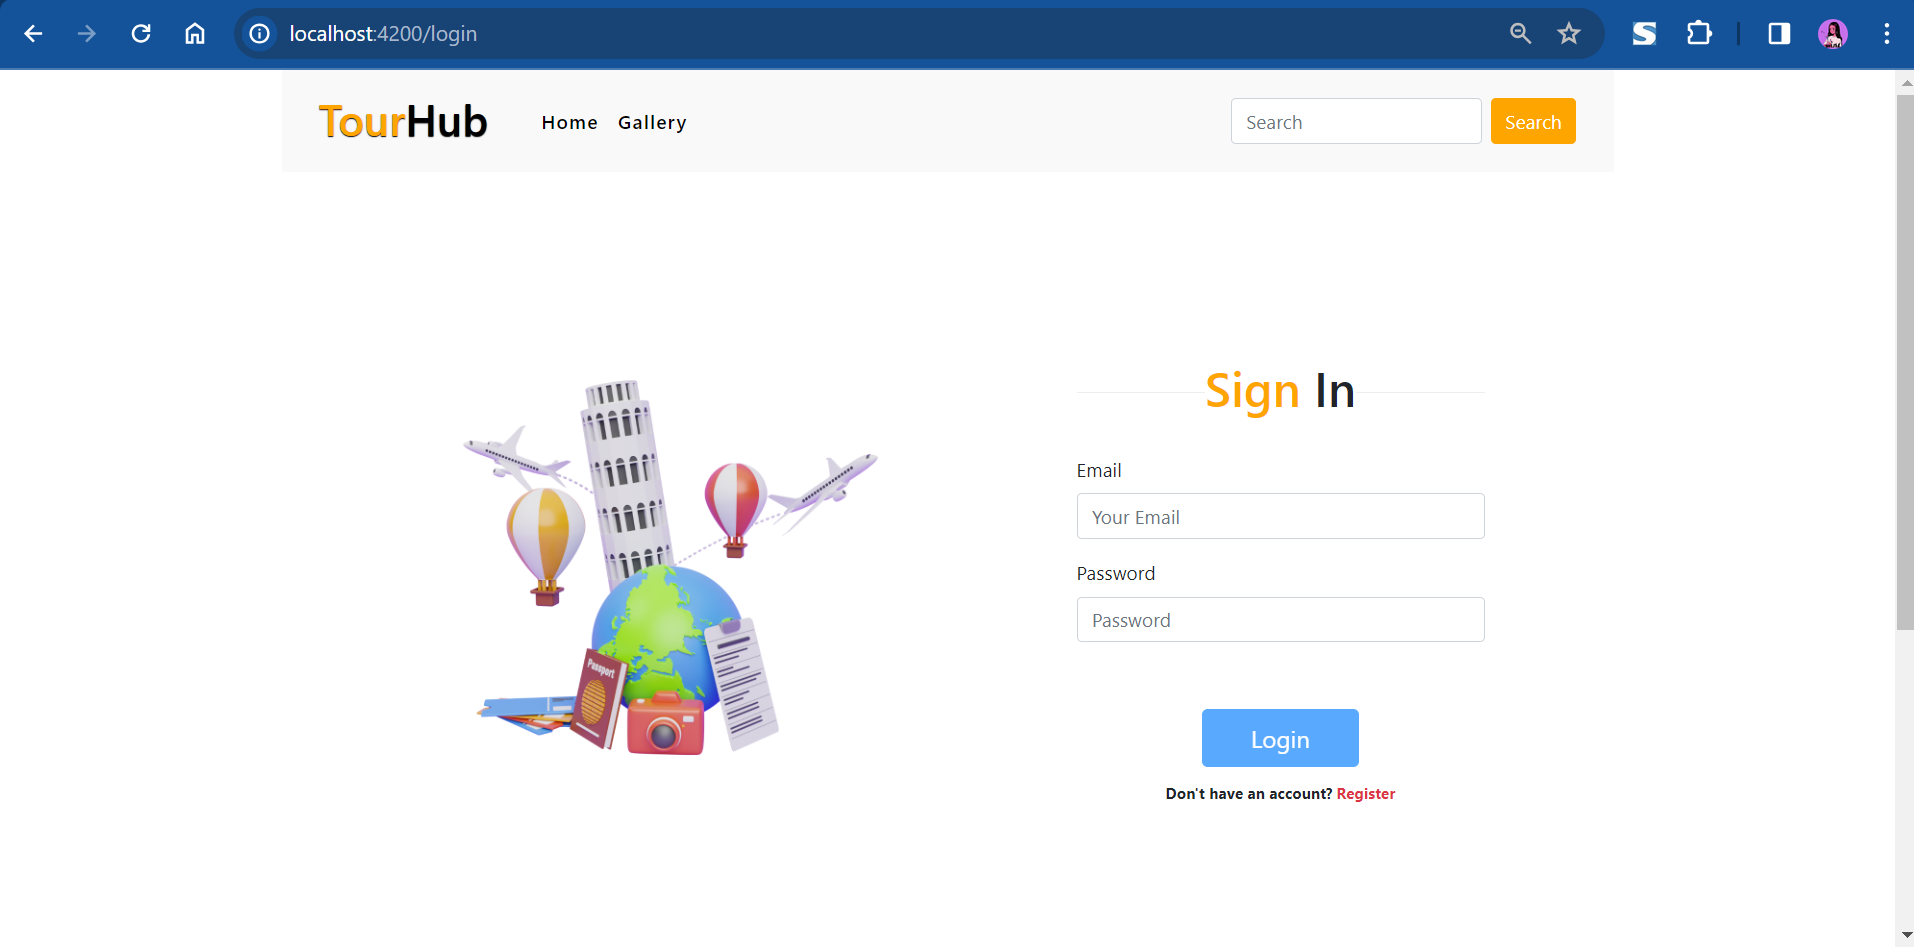 localhost:4200/login
TourHub Home Gallery Search Search
Sign In
Email
Your Email
Password
Password
Passport
Login
Don't have an account? Register